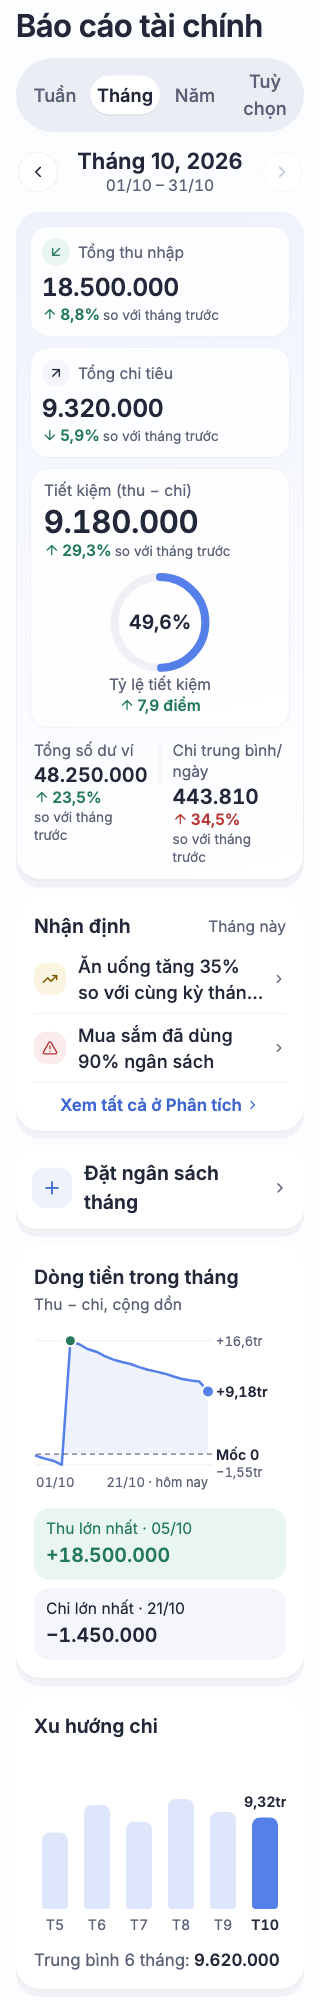 Báo cáo tài chính
Tuần
Tháng
Năm
Tuỳ
chọn
Tháng 10, 2026
01/10 – 31/10
Tổng thu nhập
18.500.000
↑ 8,8% so với tháng trước
Tổng chi tiêu
9.320.000
↓ 5,9% so với tháng trước
Tiết kiệm (thu – chi)
9.180.000
↑ 29,3% so với tháng trước
49,6%
Tỷ lệ tiết kiệm
↑ 7,9 điểm
Tổng số dư ví
48.250.000
↑ 23,5%
so với tháng
trước
Chi trung bình/
ngày
443.810
↑ 34,5%
so với tháng
trước
Nhận định
Tháng này
Ăn uống tăng 35%
so với cùng kỳ thán...
Mua sắm đã dùng
90% ngân sách
Xem tất cả ở Phân tích
Đặt ngân sách
tháng
Dòng tiền trong tháng
Thu – chi, cộng dồn
+16,6tr
+9,18tr
Mốc 0
−1,55tr
01/10
21/10 · hôm nay
Thu lớn nhất · 05/10
+18.500.000
Chi lớn nhất · 21/10
−1.450.000
Xu hướng chi
9,32tr
T5
T6
T7
T8
T9
T10
Trung bình 6 tháng: 9.620.000